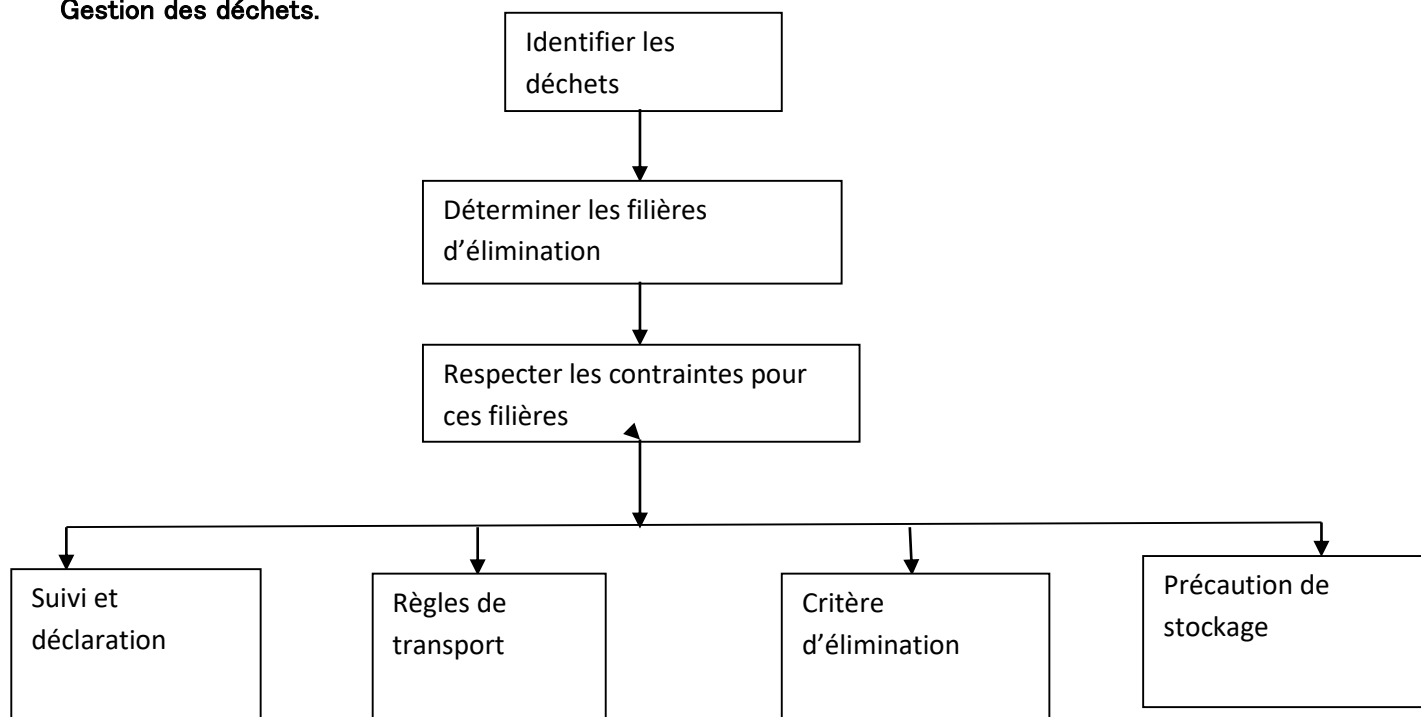 Gestion des déchets.
Identifier les
déchets
Déterminer les filières
d’élimination
Respecter les contraintes pour
ces filières
Suivi et
déclaration
Règles de
transport
Critère
d’élimination
Précaution de
stockage